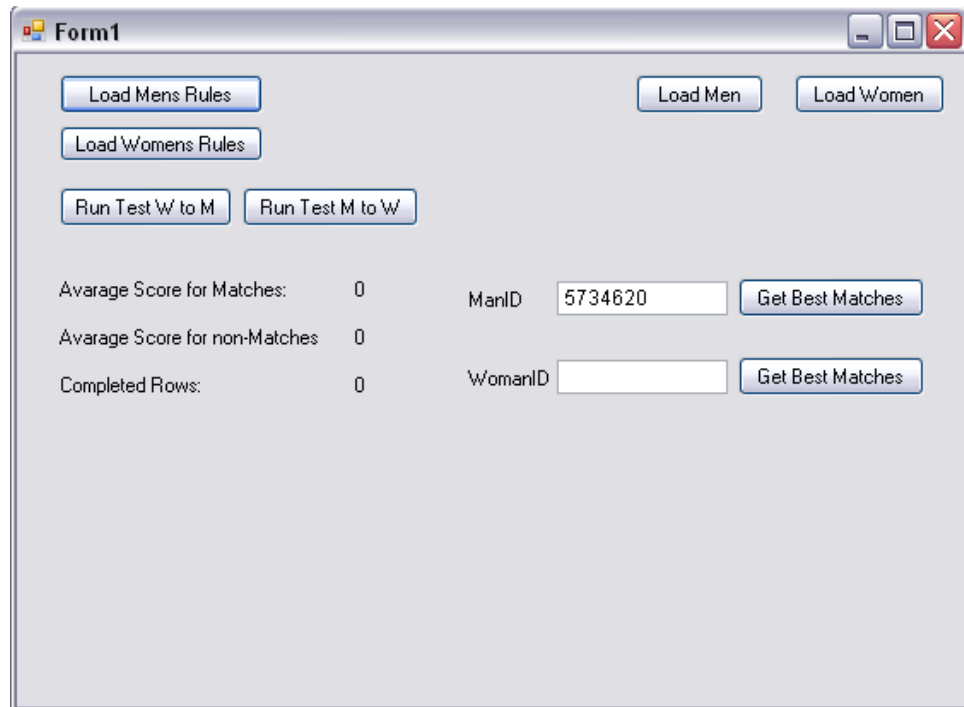 Form1
Load Mens Rules
Load Men
Load Women
Load Womens Rules
Run Test W to M
Run Test M to W
Avarage Score for Matches: 0
ManID 5734620 Get Best Matches
Avarage Score for non-Matches 0
Completed Rows: 0
WomanID Get Best Matches